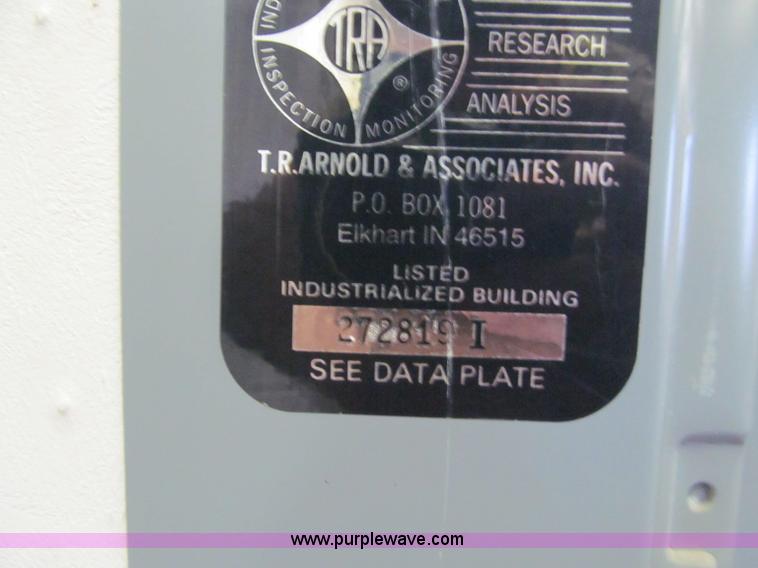 IND
TRA
®
INSPECTION
MONITORING
RESEARCH
ANALYSIS
T.R.ARNOLD & ASSOCIATES, INC.
P.O. BOX 1081
Elkhart IN 46515
LISTED
INDUSTRIALIZED BUILDING
272819 I
SEE DATA PLATE
www.purplewave.com